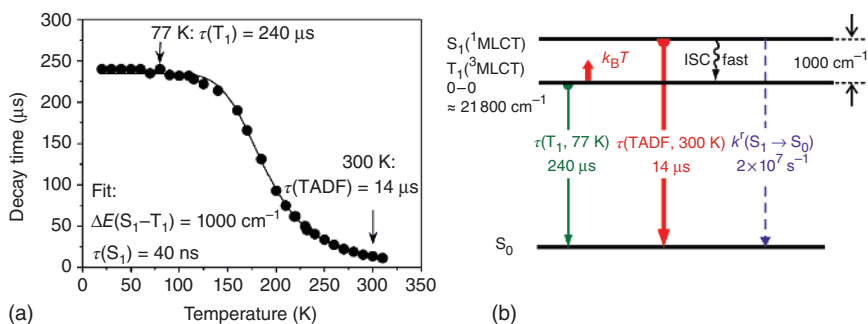 77 K: τ(T₁) = 240 μs
300
250
200
150
100
50
0
Decay time (μs)
300 K:
τ(TADF) = 14 μs
Fit:
ΔE(S₁–T₁) = 1000 cm⁻¹
τ(S₁) = 40 ns
0 50 100 150 200 250 300 350
Temperature (K)
(a)
S₁(¹MLCT)
T₁(³MLCT)
0–0
≈ 21 800 cm⁻¹
k_BT
ISC fast
1000 cm⁻¹
τ(T₁, 77 K)
240 μs
τ(TADF, 300 K)
14 μs
kʳ(S₁ → S₀)
2×10⁷ s⁻¹
S₀
(b)